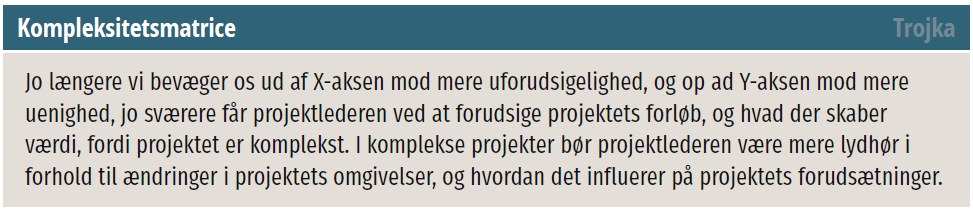 Kompleksitetsmatrice Trojka
Jo længere vi bevæger os ud af X-aksen mod mere uforudsigelighed, og op ad Y-aksen mod mere
uenighed, jo sværere får projektlederen ved at forudsige projektets forløb, og hvad der skaber
værdi, fordi projektet er komplekst. I komplekse projekter bør projektlederen være mere lydhør i
forhold til ændringer i projektets omgivelser, og hvordan det influerer på projektets forudsætninger.